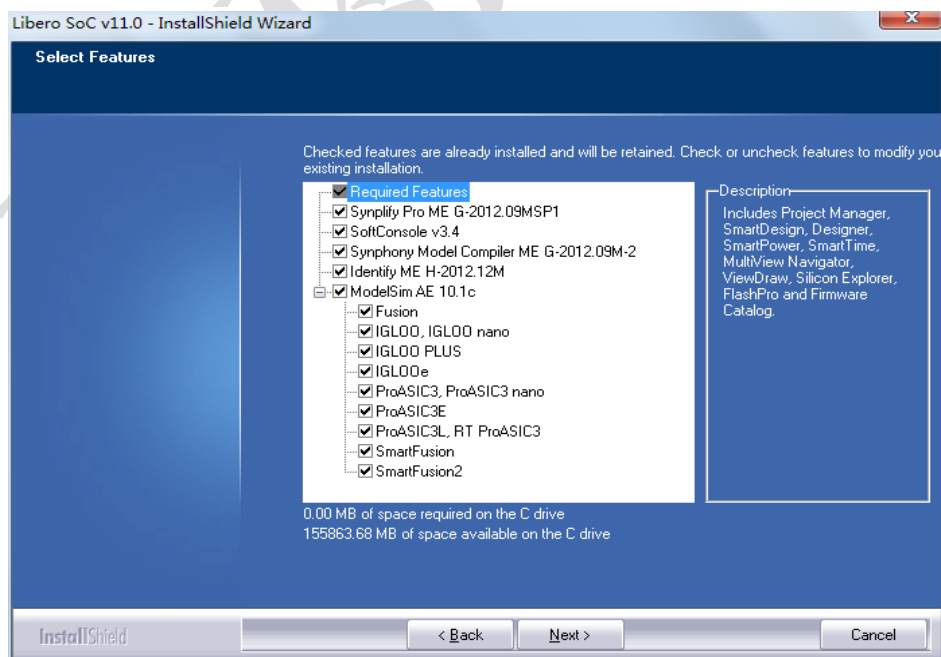 Libero SoC v11.0 - InstallShield Wizard
Select Features
Checked features are already installed and will be retained. Check or uncheck features to modify you
existing installation.
Required Features
Synplify Pro ME G-2012.09MSP1
SoftConsole v3.4
Synphony Model Compiler ME G-2012.09M-2
Identify ME H-2012.12M
ModelSim AE 10.1c
Fusion
IGLOO, IGLOO nano
IGLOO PLUS
IGLOOe
ProASIC3, ProASIC3 nano
ProASIC3E
ProASIC3L, RT ProASIC3
SmartFusion
SmartFusion2
Description
Includes Project Manager,
SmartDesign, Designer,
SmartPower, SmartTime,
MultiView Navigator,
ViewDraw, Silicon Explorer,
FlashPro and Firmware
Catalog.
0.00 MB of space required on the C drive
155863.68 MB of space available on the C drive
InstallShield
< Back
Next >
Cancel